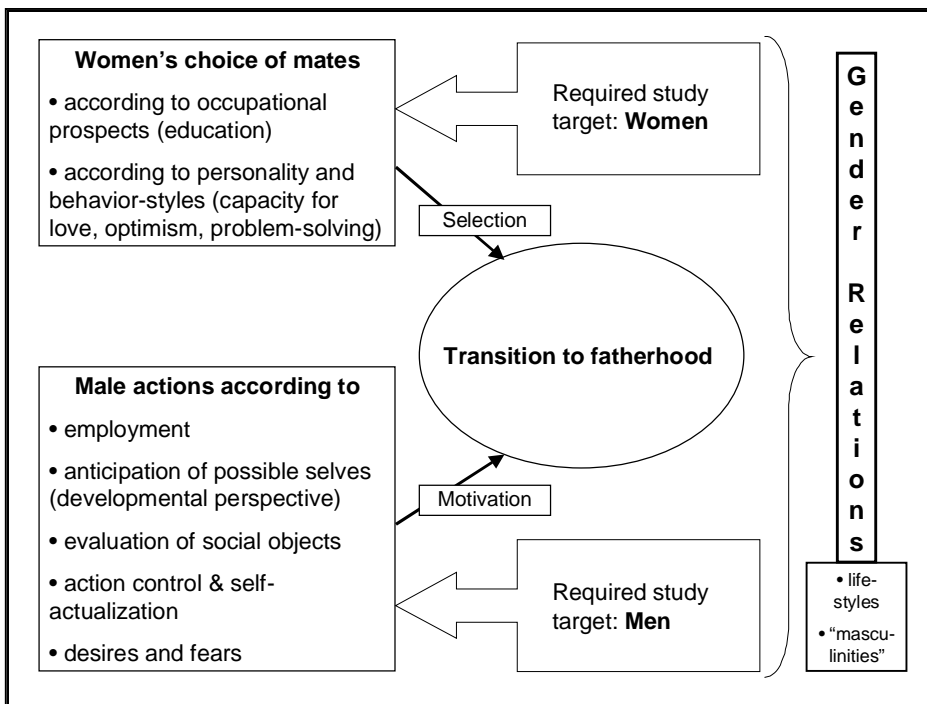 Women's choice of mates
• according to occupational
prospects (education)
• according to personality and
behavior-styles (capacity for
love, optimism, problem-solving)
Required study
target: Women
Selection
Transition to fatherhood
Male actions according to
• employment
• anticipation of possible selves
(developmental perspective)
• evaluation of social objects
• action control & self-
actualization
• desires and fears
Motivation
Required study
target: Men
Gender Relations
• life-
styles
• “mascu-
linities”